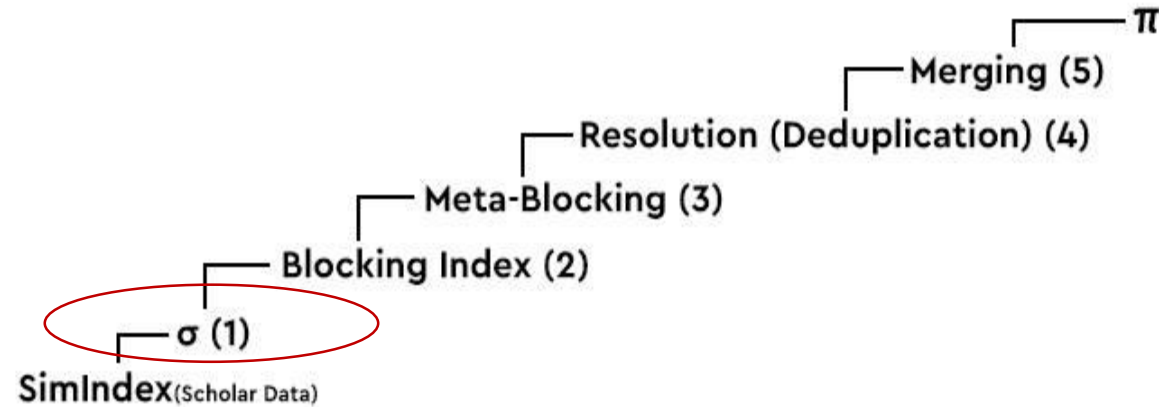 π
Merging (5)
Resolution (Deduplication) (4)
Meta-Blocking (3)
Blocking Index (2)
σ (1)
SimIndex(Scholar Data)